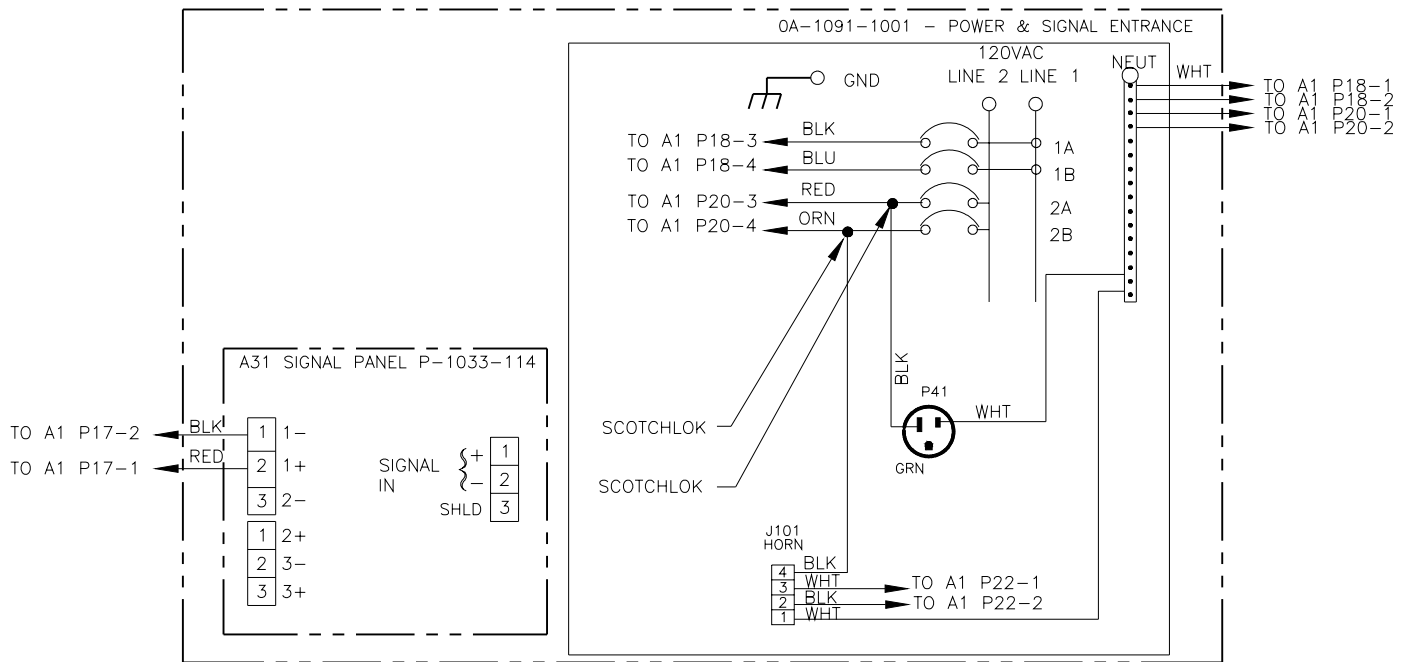 0A-1091-1001 - POWER & SIGNAL ENTRANCE
120VAC
LINE 2 LINE 1
NEUT
WHT
GND
TO A1 P18-1
TO A1 P18-2
TO A1 P20-1
TO A1 P20-2
TO A1 P18-3
BLK
1A
TO A1 P18-4
BLU
1B
TO A1 P20-3
RED
2A
TO A1 P20-4
ORN
2B
A31 SIGNAL PANEL P-1033-114
BLK
P41
WHT
GRN
SCOTCHLOK
SCOTCHLOK
TO A1 P17-2
BLK
1 1-
TO A1 P17-1
RED
2 1+
3 2-
1 2+
2 3-
3 3+
SIGNAL IN
+ 1
- 2
SHLD 3
J101
HORN
4 BLK
3 WHT TO A1 P22-1
2 BLK TO A1 P22-2
1 WHT